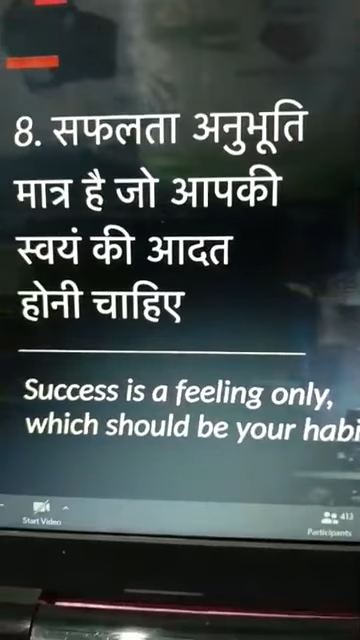 8. सफलता अनुभूति
मात्र है जो आपकी
स्वयं की आदत
होनी चाहिए
Success is a feeling only,
which should be your
Start Video
413
Participants